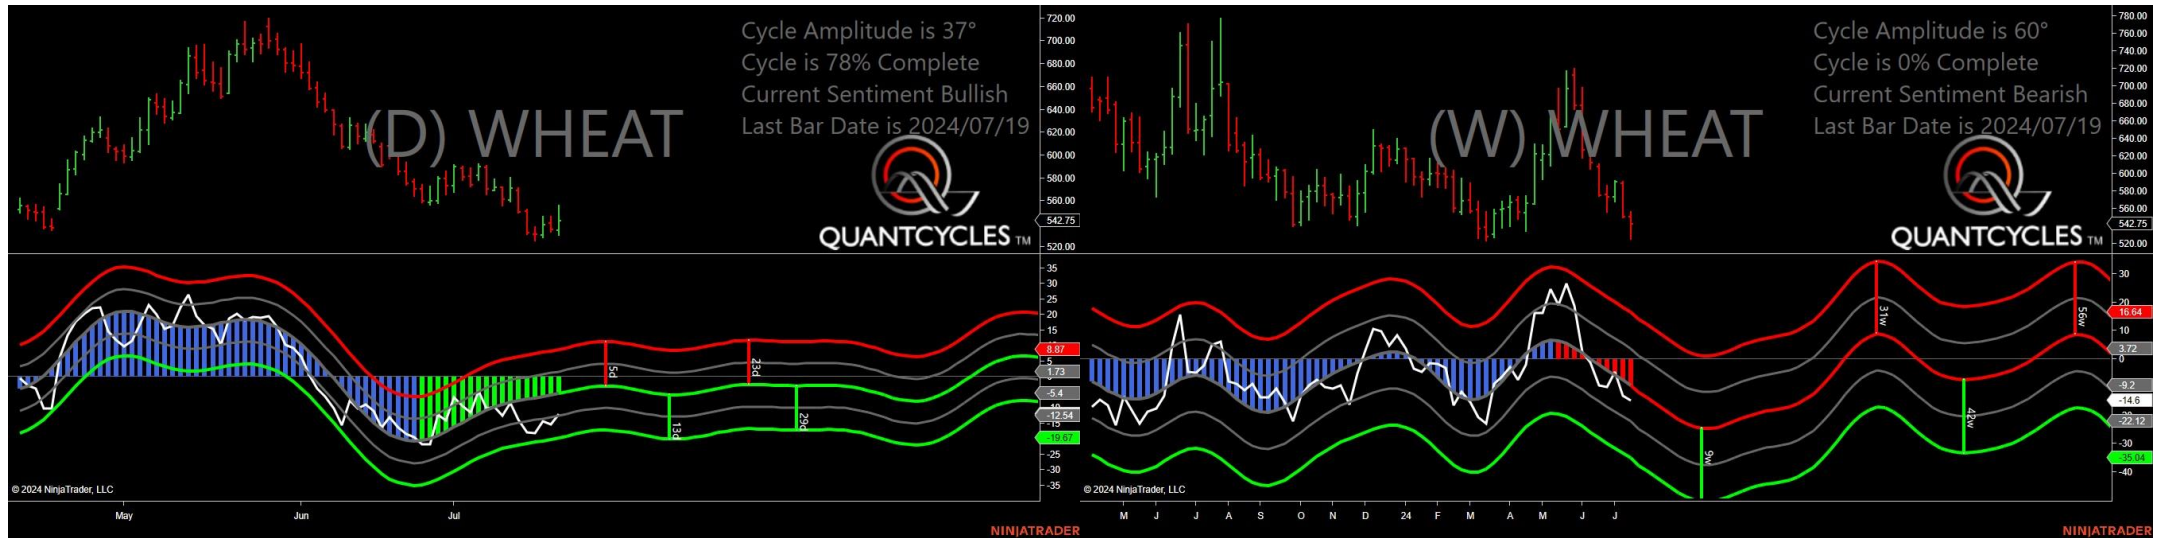 Cycle Amplitude is 37°
Cycle is 78% Complete
Current Sentiment Bullish
Last Bar Date is 2024/07/19
(D) WHEAT
QUANTCYCLES TM
720.00
700.00
680.00
660.00
640.00
620.00
600.00
580.00
560.00
542.75
520.00
35
30
25
20
15
8.87
5
1.73
-5.4
-12.54
-15
-19.67
-25
-30
-35
5d
13d
23d
29d
© 2024 NinjaTrader, LLC
May
Jun
Jul
NINJATRADER
Cycle Amplitude is 60°
Cycle is 0% Complete
Current Sentiment Bearish
Last Bar Date is 2024/07/19
(W) WHEAT
QUANTCYCLES TM
780.00
760.00
740.00
720.00
700.00
680.00
660.00
640.00
620.00
600.00
580.00
560.00
542.75
520.00
30
20
16.64
10
3.72
0
-9.2
-14.6
-22.12
-30
-35.04
-40
9w
31w
42w
56w
© 2024 NinjaTrader, LLC
M J J A S O N D 24 F M A M J J
NINJATRADER